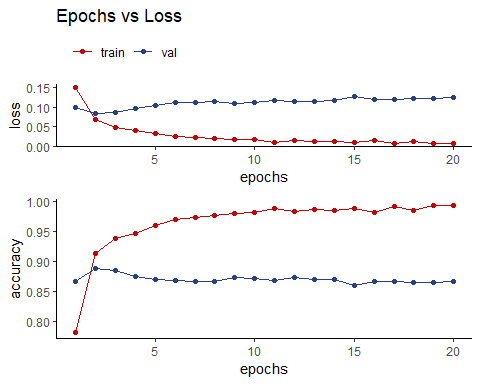 Epochs vs Loss
train val
0.15
0.10
0.05
0.00
loss
5 10 15 20
epochs
1.00
0.95
0.90
0.85
0.80
accuracy
5 10 15 20
epochs